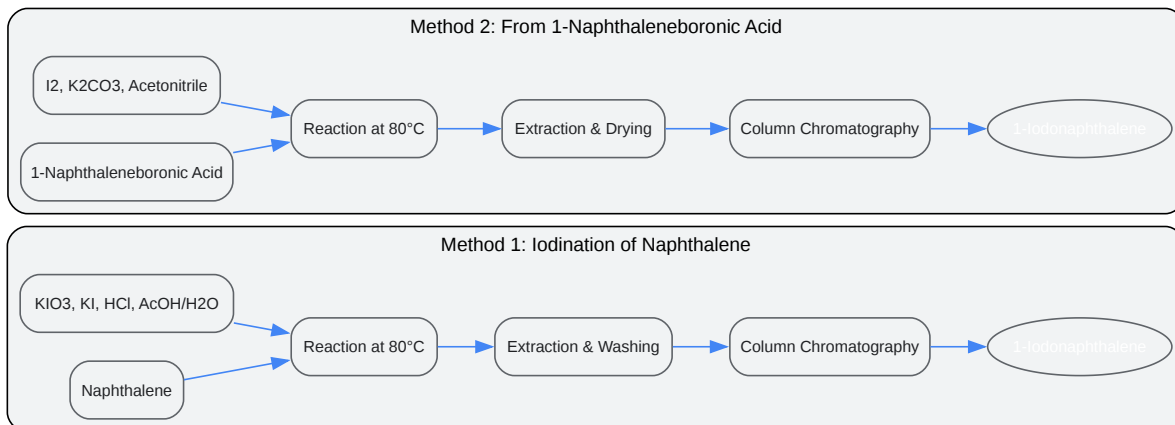 Method 2: From 1-Naphthaleneboronic Acid
I2, K2CO3, Acetonitrile
1-Naphthaleneboronic Acid
Reaction at 80°C
Extraction & Drying
Column Chromatography
1-Iodonaphthalene
Method 1: Iodination of Naphthalene
KIO3, KI, HCl, AcOH/H2O
Naphthalene
Reaction at 80°C
Extraction & Washing
Column Chromatography
1-Iodonaphthalene